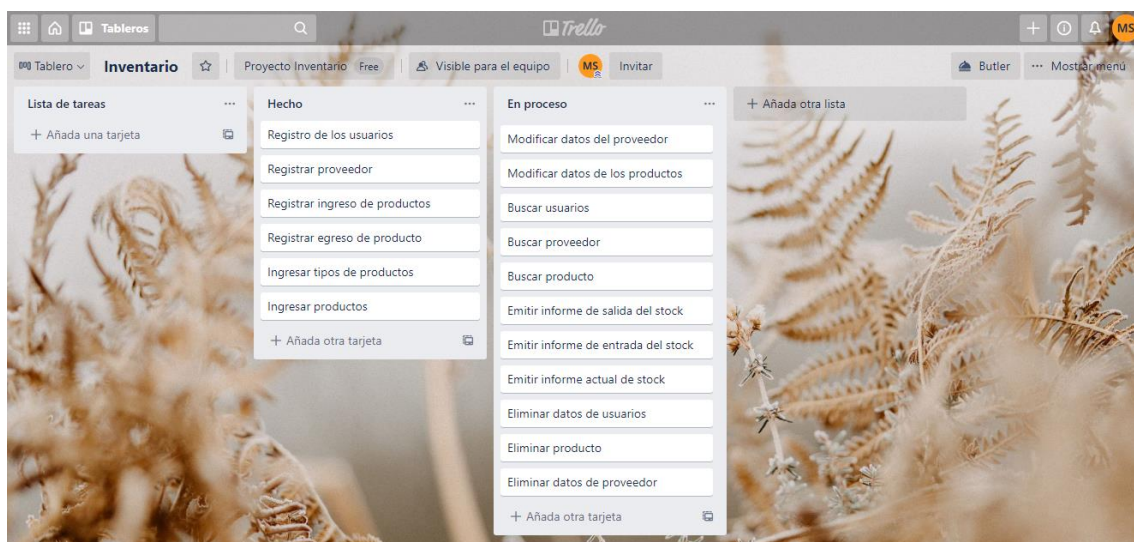 Tableros
Trello
MS
Tablero
Inventario
Proyecto Inventario Free
Visible para el equipo
MS
Invitar
Butler
... Mostrar menú
Lista de tareas
+ Añada una tarjeta
Hecho
Registro de los usuarios
Registrar proveedor
Registrar ingreso de productos
Registrar egreso de producto
Ingresar tipos de productos
Ingresar productos
+ Añada otra tarjeta
En proceso
Modificar datos del proveedor
Modificar datos de los productos
Buscar usuarios
Buscar proveedor
Buscar producto
Emitir informe de salida del stock
Emitir informe de entrada del stock
Emitir informe actual de stock
Eliminar datos de usuarios
Eliminar producto
Eliminar datos de proveedor
+ Añada otra tarjeta
+ Añada otra lista